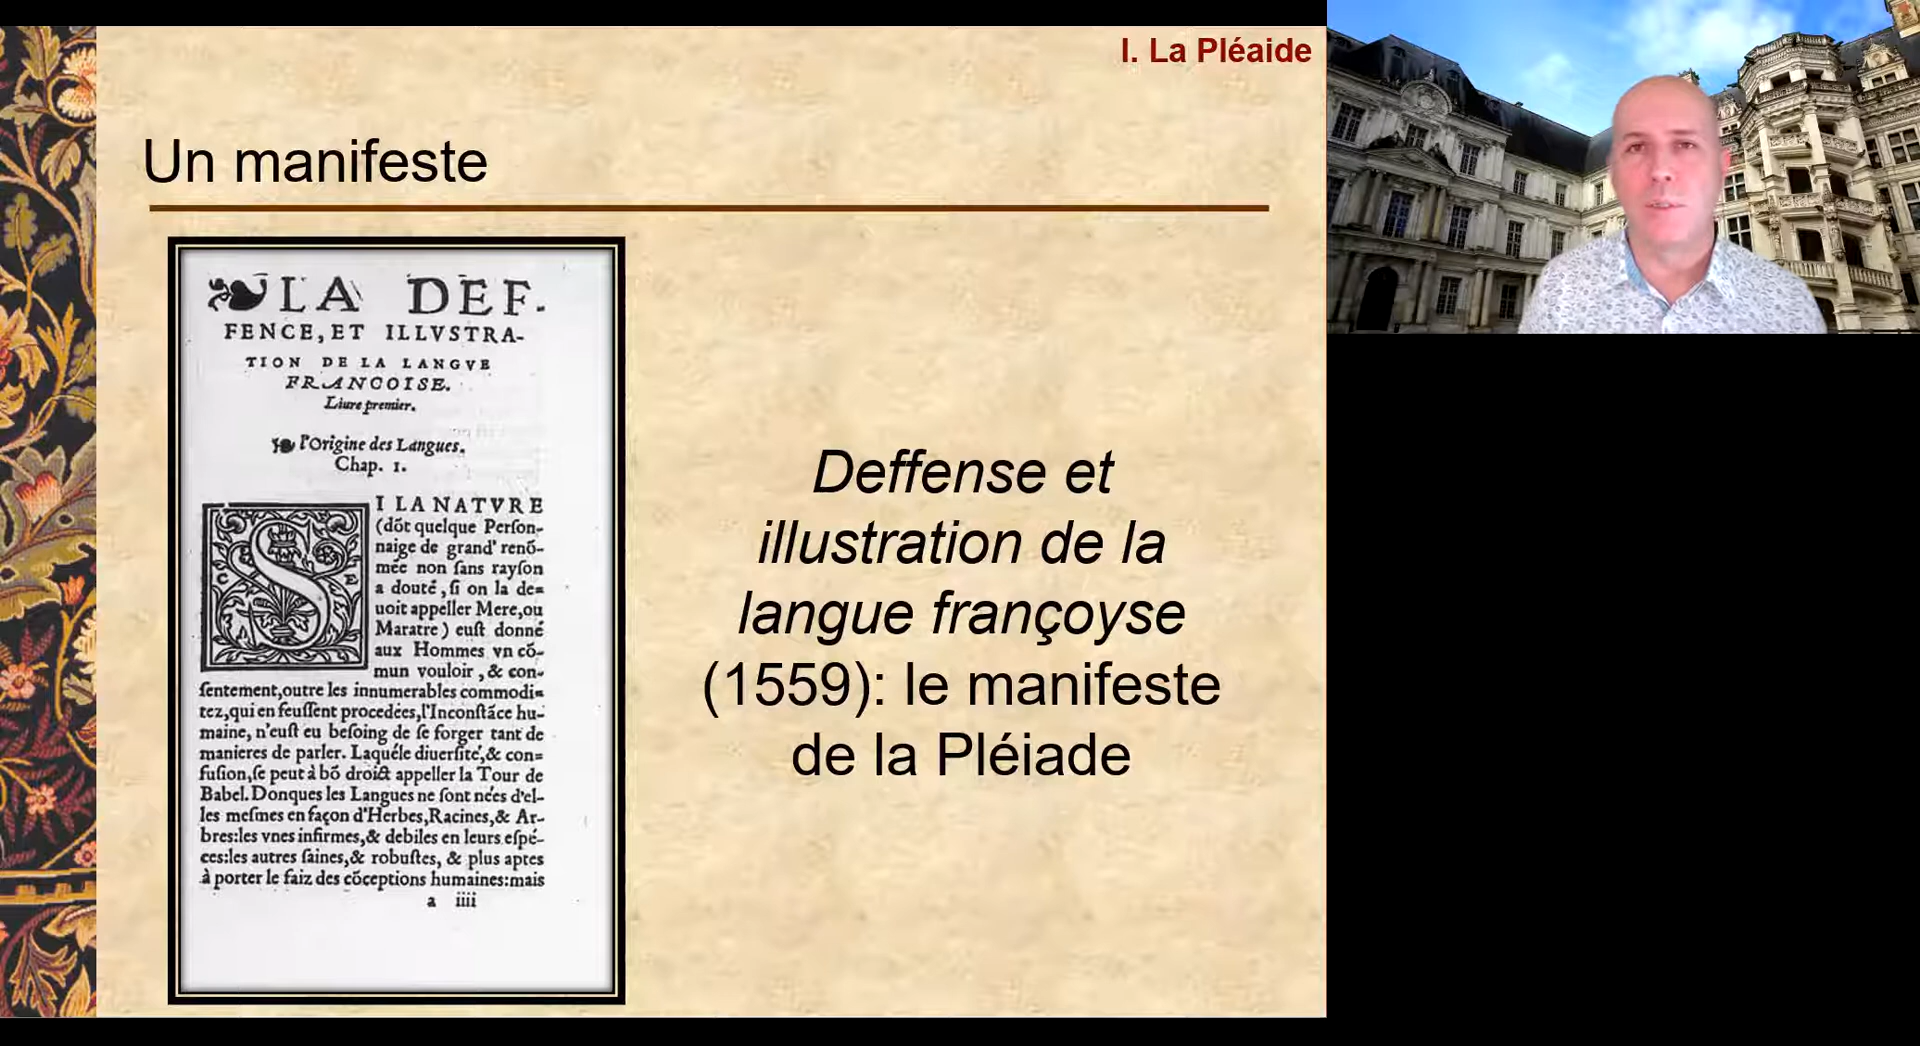 I. La Pléaide
Un manifeste
LA DEF-
FENCE, ET ILLVSTRA-
TION DE LA LANGVE
FRANCOISE.
Liure premier.
l'Origine des Langues.
Chap. 1.
S I LA NATVRE
(dōt quelque Perſon-
naige de grand' renō-
mée non ſans rayſon
a douté, ſi on la de=
uoit appeller Mere, ou
Maratre) euſt donné
aux Hommes vn cō-
mun vouloir, & con-
ſentement, outre les innumerables commodi=
tez, qui en feuſſent procedées, l'Inconſtāce hu-
maine, n'euſt eu beſoing de ſe forger tant de
manieres de parler. Laquéle diuerſité, & con=
fuſion, ſe peut à bō droict appeller la Tour de
Babel. Donques les Langues ne ſont nées d'el-
les meſmes en façon d'Herbes, Racines, & Ar-
bres: les vnes infirmes, & debiles en leurs eſpé-
ces: les autres ſaines, & robuſtes, & plus aptes
à porter le faiz des cōceptions humaines: mais
a iiii
Deffense et
illustration de la
langue françoyse
(1559): le manifeste
de la Pléiade